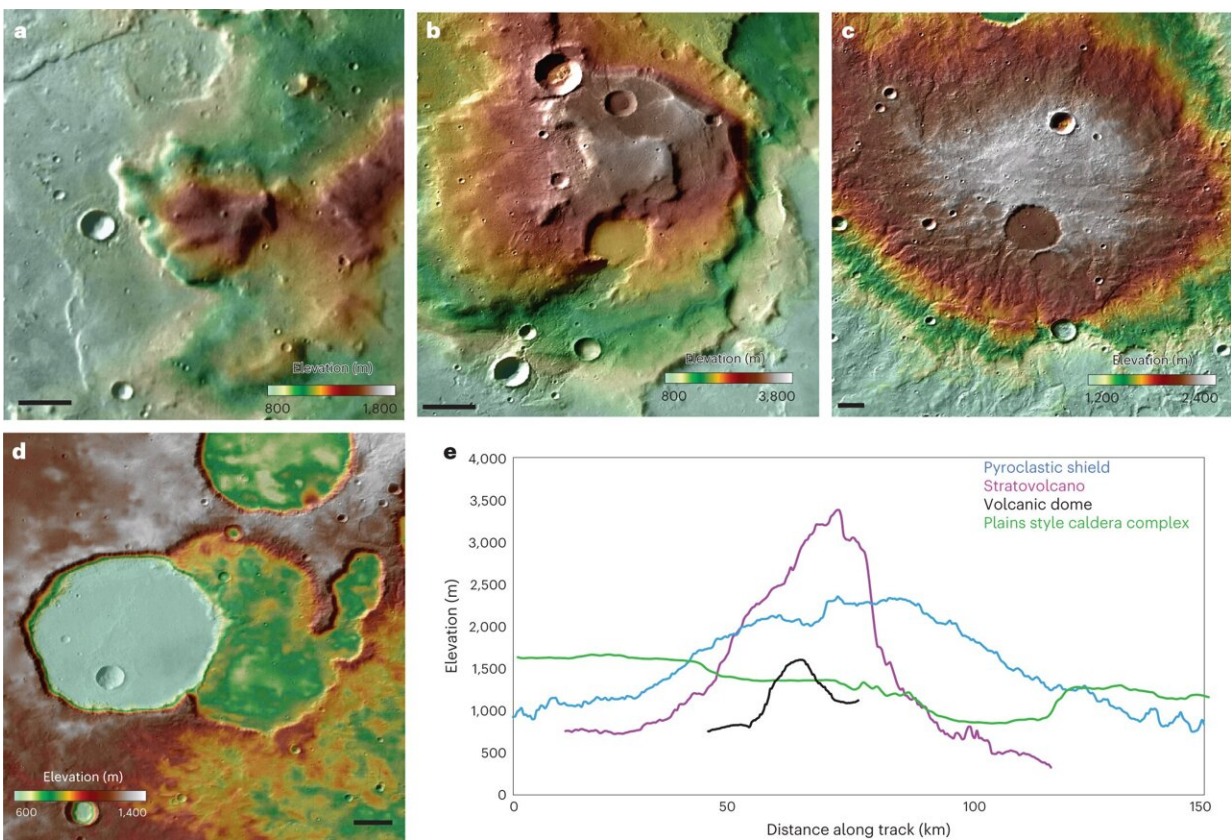 a
Elevation (m)
800 1,800
b
Elevation (m)
800 3,800
c
Elevation (m)
1,200 2,400
d
Elevation (m)
600 1,400
e
4,000
3,500
3,000
2,500
2,000
1,500
1,000
500
0
Elevation (m)
Pyroclastic shield
Stratovolcano
Volcanic dome
Plains style caldera complex
0 50 100 150
Distance along track (km)